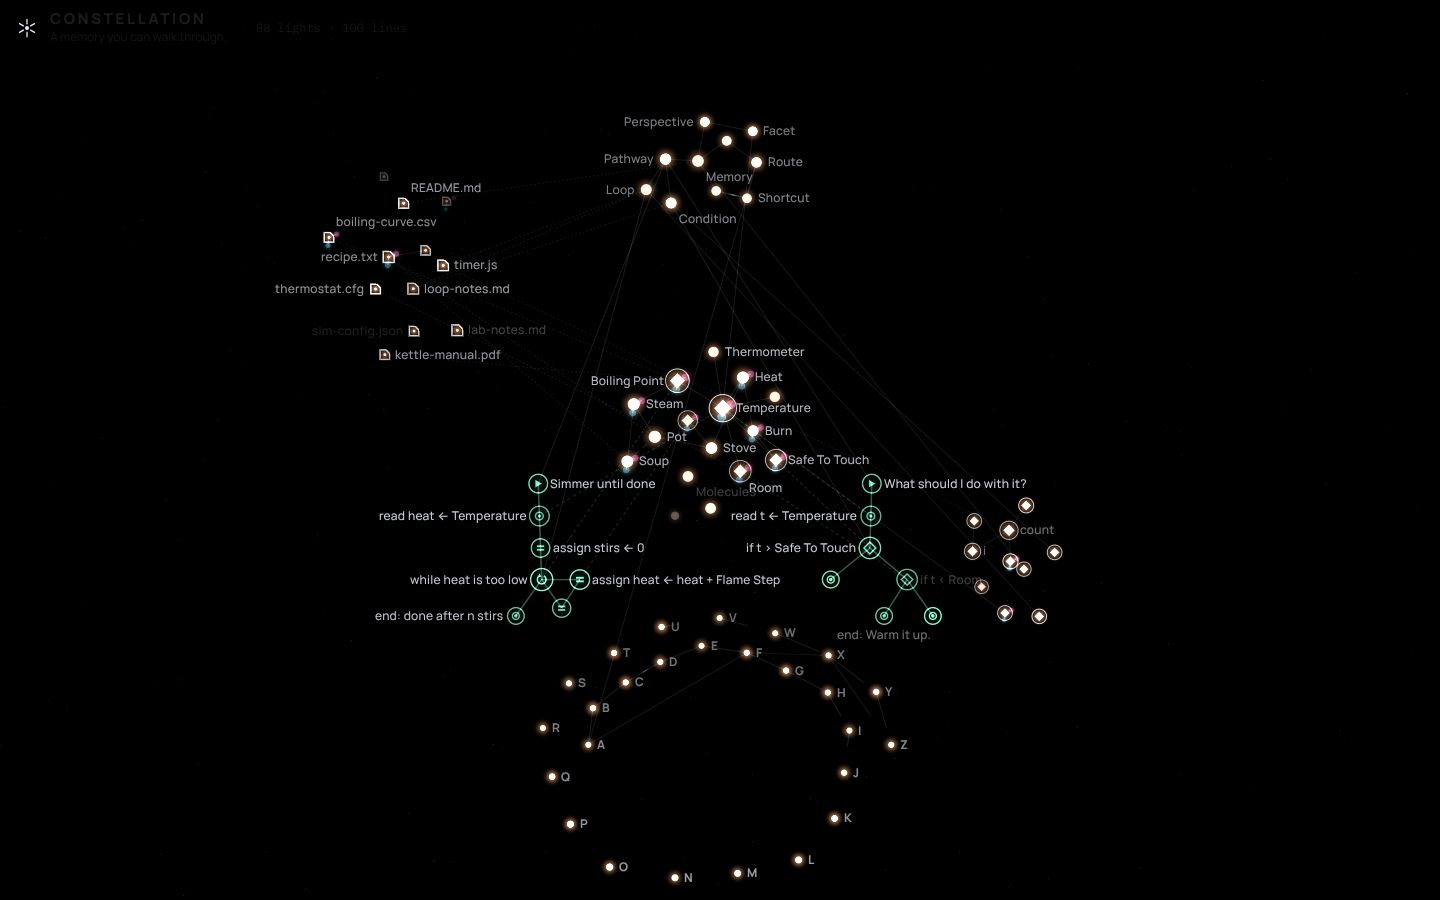 CONSTELLATION
A memory you can walk through.
88 lights · 100 lines
Perspective
Facet
Pathway
Route
Memory
Loop
Shortcut
Condition
README.md
boiling-curve.csv
recipe.txt
timer.js
thermostat.cfg
loop-notes.md
sim-config.json
lab-notes.md
kettle-manual.pdf
Thermometer
Boiling Point
Heat
Steam
Temperature
Pot
Burn
Stove
Soup
Safe To Touch
Room
Molecules
Simmer until done
What should I do with it?
read heat ← Temperature
read t ← Temperature
count
assign stirs ← 0
if t > Safe To Touch
i
while heat is too low
assign heat ← heat + Flame Step
if t < Room
end: done after n stirs
end: Warm it up.
V
U
W
T
E
F
X
D
G
S
C
H
Y
B
R
I
A
Z
Q
J
P
K
O
L
N
M